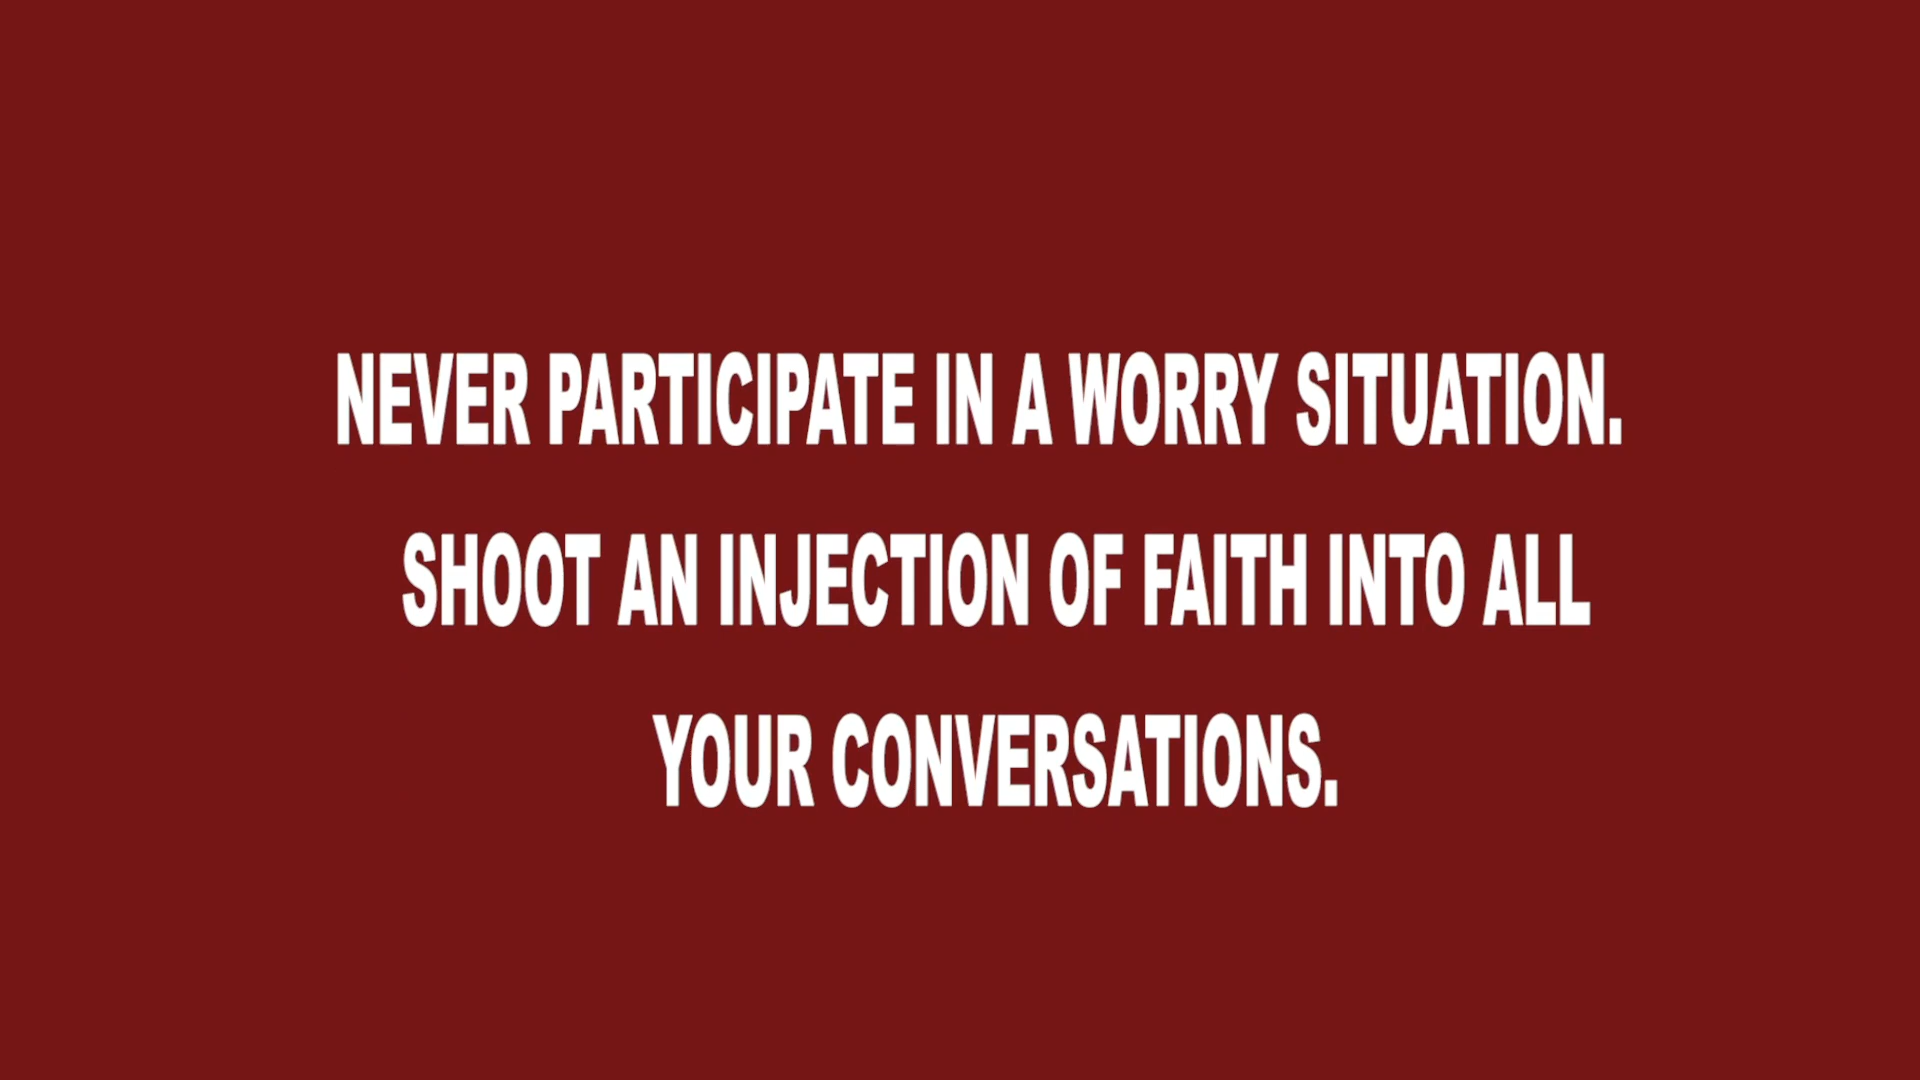 NEVER PARTICIPATE IN A WORRY SITUATION.
SHOOT AN INJECTION OF FAITH INTO ALL
YOUR CONVERSATIONS.